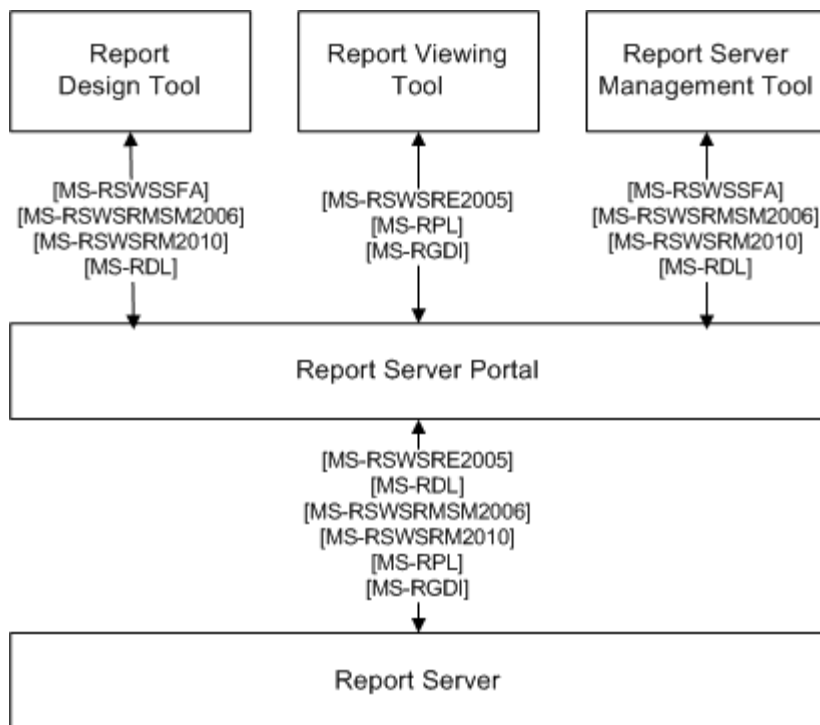 Report
Design Tool
Report Viewing
Tool
Report Server
Management Tool
[MS-RSWSSFA]
[MS-RSWSRMSM2006]
[MS-RSWSRM2010]
[MS-RDL]
[MS-RSWSRE2005]
[MS-RPL]
[MS-RGDI]
[MS-RSWSSFA]
[MS-RSWSRMSM2006]
[MS-RSWSRM2010]
[MS-RDL]
Report Server Portal
[MS-RSWSRE2005]
[MS-RDL]
[MS-RSWSRMSM2006]
[MS-RSWSRM2010]
[MS-RPL]
[MS-RGDI]
Report Server